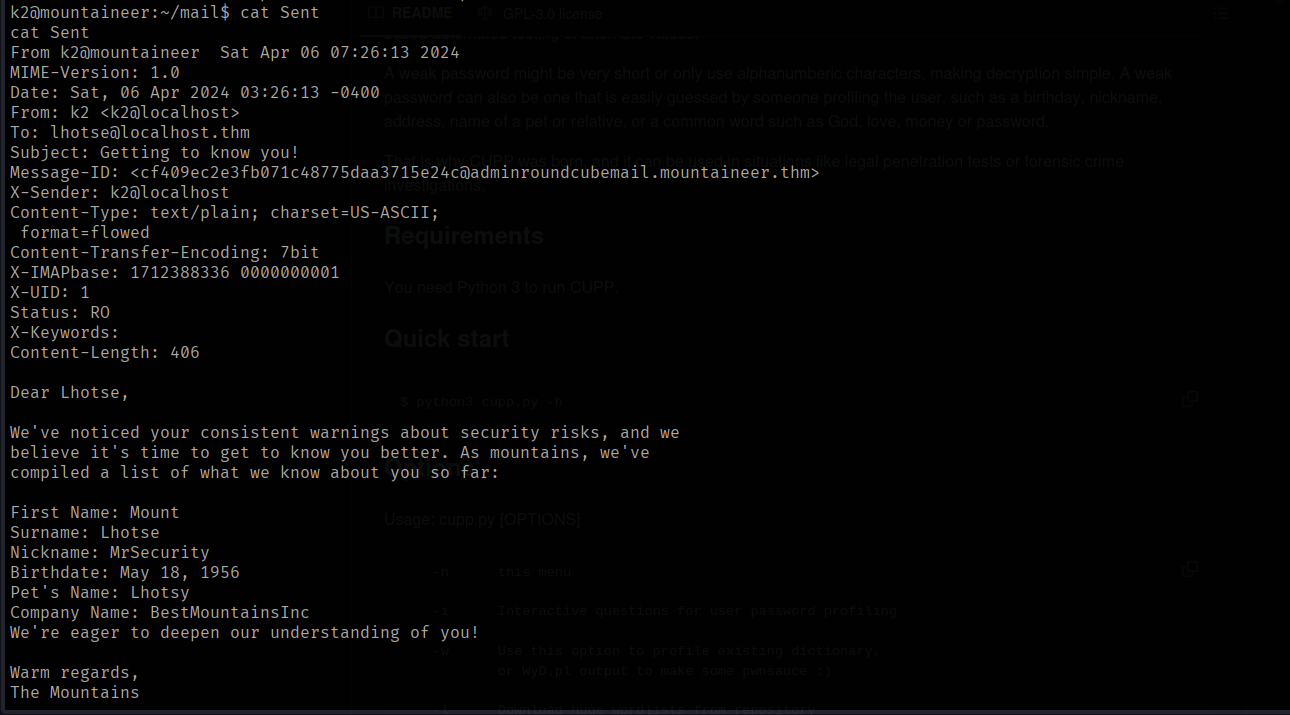 k2@mountaineer:~/mail$ cat Sent
cat Sent
From k2@mountaineer  Sat Apr 06 07:26:13 2024
MIME-Version: 1.0
Date: Sat, 06 Apr 2024 03:26:13 -0400
From: k2 <k2@localhost>
To: lhotse@localhost.thm
Subject: Getting to know you!
Message-ID: <cf409ec2e3fb071c48775daa3715e24c@adminroundcubemail.mountaineer.thm>
X-Sender: k2@localhost
Content-Type: text/plain; charset=US-ASCII;
 format=flowed
Content-Transfer-Encoding: 7bit
X-IMAPbase: 1712388336 0000000001
X-UID: 1
Status: RO
X-Keywords:
Content-Length: 406
Dear Lhotse,
We've noticed your consistent warnings about security risks, and we
believe it's time to get to know you better. As mountains, we've
compiled a list of what we know about you so far:
First Name: Mount
Surname: Lhotse
Nickname: MrSecurity
Birthdate: May 18, 1956
Pet's Name: Lhotsy
Company Name: BestMountainsInc
We're eager to deepen our understanding of you!
Warm regards,
The Mountains
README
GPL-3.0 license
A weak password might be very short or only use alphanumberic characters, making decryption simple. A weak
password can also be one that is easily guessed by someone profiling the user, such as a birthday, nickname,
address, name of a pet or relative, or a common word such as God, love, money or password.
That is why CUPP was born, and it can be used in situations like legal penetration tests or forensic crime
investigations.
Requirements
You need Python 3 to run CUPP.
Quick start
$ python3 cupp.py -h
Options
Usage: cupp.py [OPTIONS]
-h this menu
-i Interactive questions for user password profiling
-w Use this option to profile existing dictionary,
or WyD.pl output to make some pwnsauce :)
-l Download huge wordlists from repository